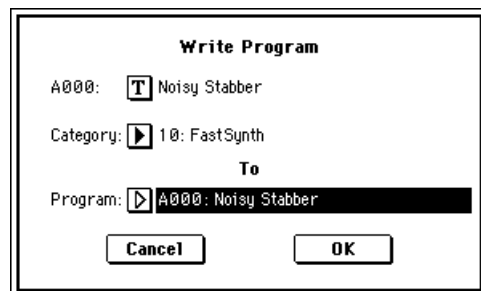 Write Program
A000: T Noisy Stabber
Category: 10: FastSynth
To
Program: A000: Noisy Stabber
Cancel OK